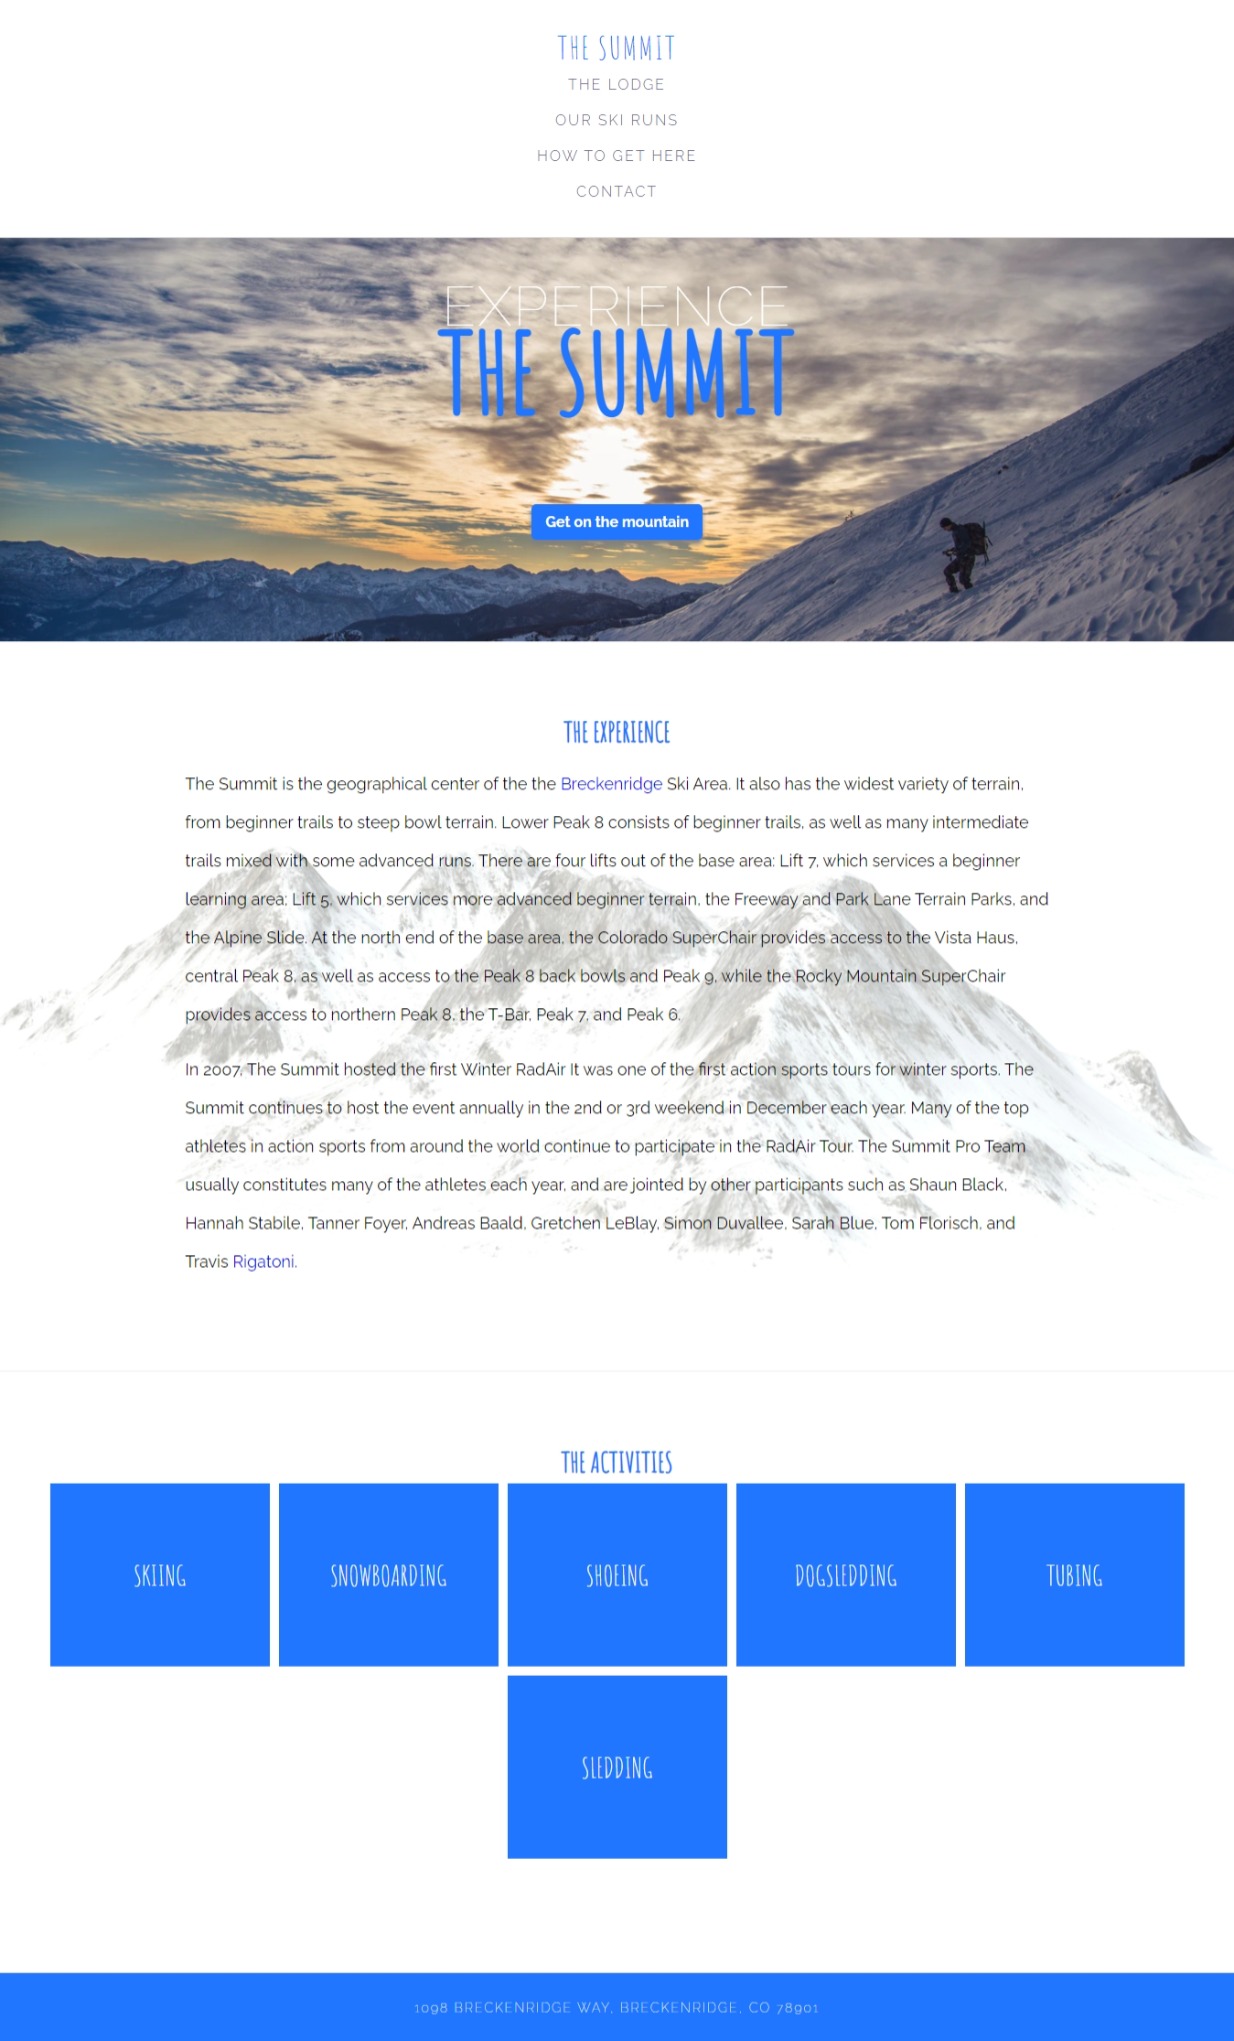 THE SUMMIT
THE LODGE
OUR SKI RUNS
HOW TO GET HERE
CONTACT
EXPERIENCE
THE SUMMIT
Get on the mountain
THE EXPERIENCE
The Summit is the geographical center of the the Breckenridge Ski Area. It also has the widest variety of terrain,
from beginner trails to steep bowl terrain. Lower Peak 8 consists of beginner trails, as well as many intermediate
trails mixed with some advanced runs. There are four lifts out of the base area: Lift 7, which services a beginner
learning area; Lift 5, which services more advanced beginner terrain, the Freeway and Park Lane Terrain Parks, and
the Alpine Slide. At the north end of the base area, the Colorado SuperChair provides access to the Vista Haus,
central Peak 8, as well as access to the Peak 8 back bowls and Peak 9, while the Rocky Mountain SuperChair
provides access to northern Peak 8, the T-Bar, Peak 7, and Peak 6.
In 2007, The Summit hosted the first Winter RadAir It was one of the first action sports tours for winter sports. The
Summit continues to host the event annually in the 2nd or 3rd weekend in December each year. Many of the top
athletes in action sports from around the world continue to participate in the RadAir Tour. The Summit Pro Team
usually constitutes many of the athletes each year, and are jointed by other participants such as Shaun Black,
Hannah Stabile, Tanner Foyer, Andreas Baald, Gretchen LeBlay, Simon Duvallee, Sarah Blue, Tom Florisch, and
Travis Rigatoni.
THE ACTIVITIES
SKIING
SNOWBOARDING
SHOEING
DOGSLEDDING
TUBING
SLEDDING
1098 BRECKENRIDGE WAY, BRECKENRIDGE, CO 78901